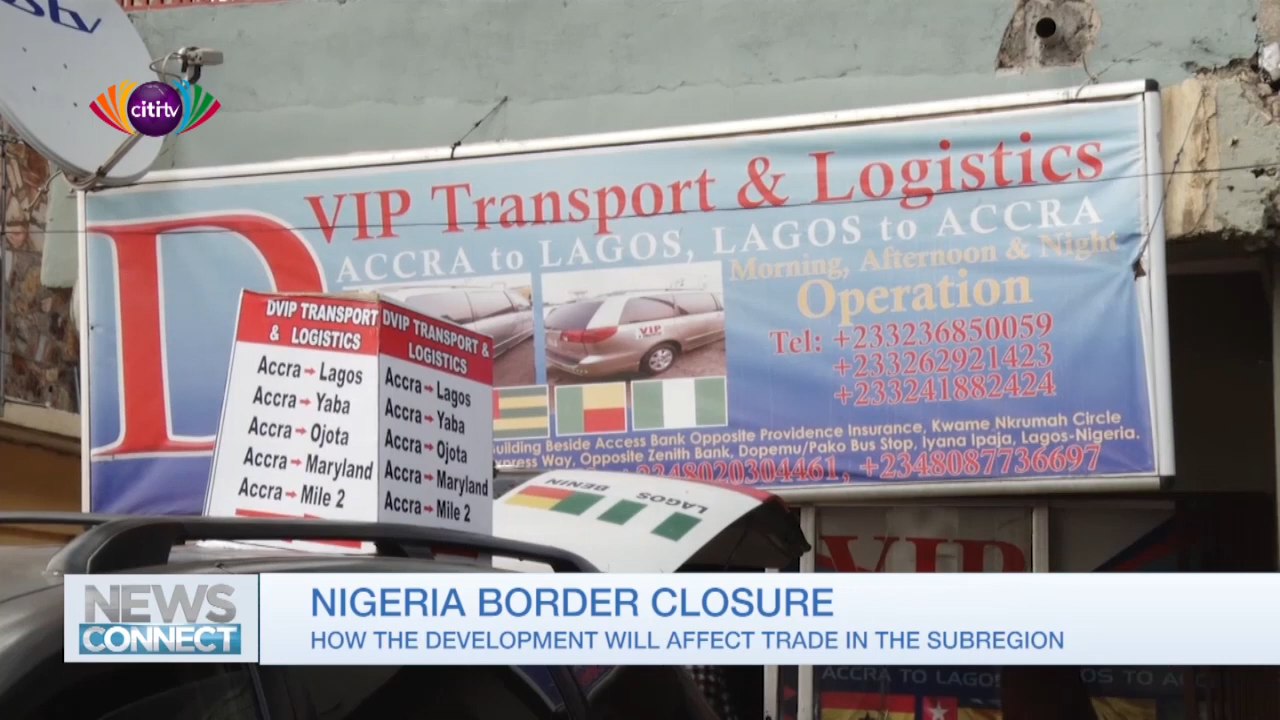 stv
cititv
D
VIP Transport & Logistics
ACCRA to LAGOS, LAGOS to ACCRA
Morning, Afternoon & Night
Operation
Tel: +233236850059
+233262921423
+233241882424
VIP
Building Beside Access Bank Opposite Providence Insurance, Kwame Nkrumah Circle
Way, Opposite Zenith Bank, Dopemu/Pako Bus Stop, Iyana Ipaja, Lagos-Nigeria.
+2348020304461, +2348087736697
DVIP TRANSPORT
& LOGISTICS
Accra Lagos
Accra Yaba
Accra Ojota
Accra Maryland
Accra Mile 2
DVIP TRANSPORT &
LOGISTICS
Accra Lagos
Accra Yaba
Accra Ojota
Accra Maryland
Accra Mile 2
LAGOS BENIN
VIP
NEWS
CONNECT
NIGERIA BORDER CLOSURE
HOW THE DEVELOPMENT WILL AFFECT TRADE IN THE SUBREGION
ACCRA TO LAGOS